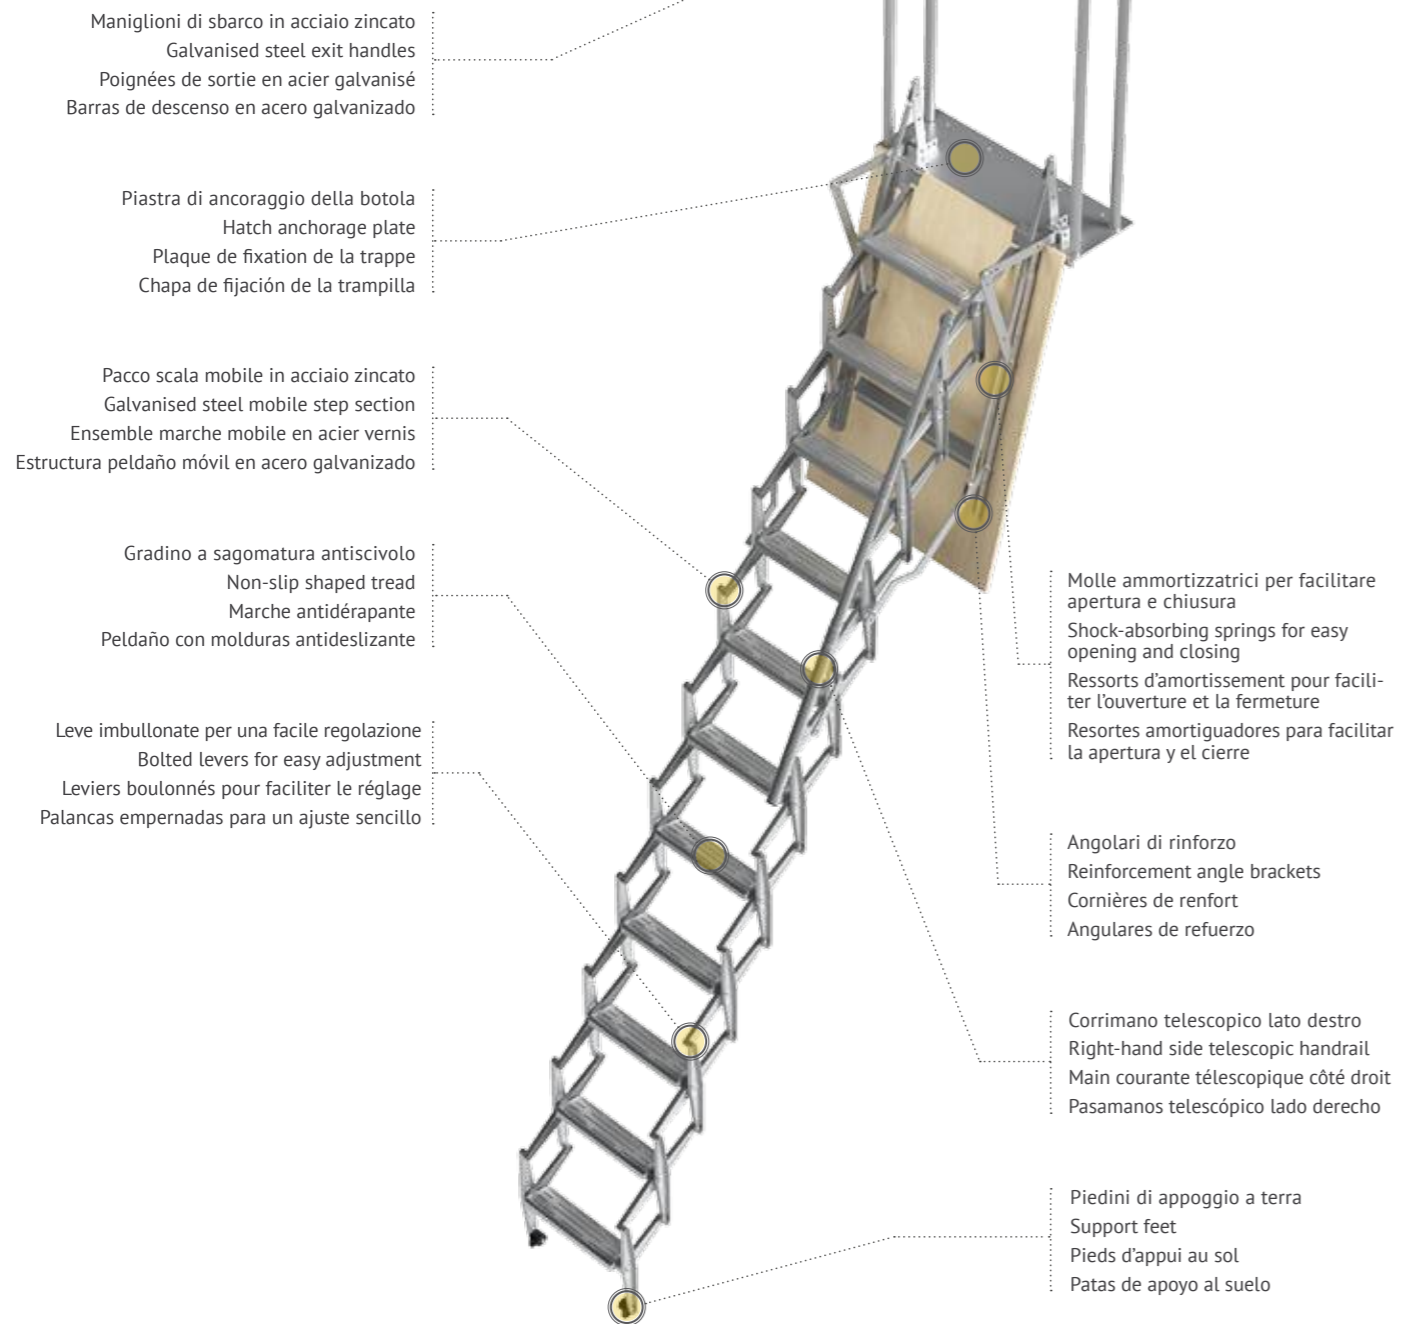 Maniglioni di sbarco in acciaio zincato
Galvanised steel exit handles
Poignées de sortie en acier galvanisé
Barras de descenso en acero galvanizado
Piastra di ancoraggio della botola
Hatch anchorage plate
Plaque de fixation de la trappe
Chapa de fijación de la trampilla
Pacco scala mobile in acciaio zincato
Galvanised steel mobile step section
Ensemble marche mobile en acier vernis
Estructura peldaño móvil en acero galvanizado
Gradino a sagomatura antiscivolo
Non-slip shaped tread
Marche antidérapante
Peldaño con molduras antideslizante
Leve imbullonate per una facile regolazione
Bolted levers for easy adjustment
Leviers boulonnés pour faciliter le réglage
Palancas empernadas para un ajuste sencillo
Molle ammortizzatrici per facilitare
apertura e chiusura
Shock-absorbing springs for easy
opening and closing
Ressorts d’amortissement pour facili-
ter l’ouverture et la fermeture
Resortes amortiguadores para facilitar
la apertura y el cierre
Angolari di rinforzo
Reinforcement angle brackets
Cornières de renfort
Angulares de refuerzo
Corrimano telescopico lato destro
Right-hand side telescopic handrail
Main courante télescopique côté droit
Pasamanos telescópico lado derecho
Piedini di appoggio a terra
Support feet
Pieds d’appui au sol
Patas de apoyo al suelo